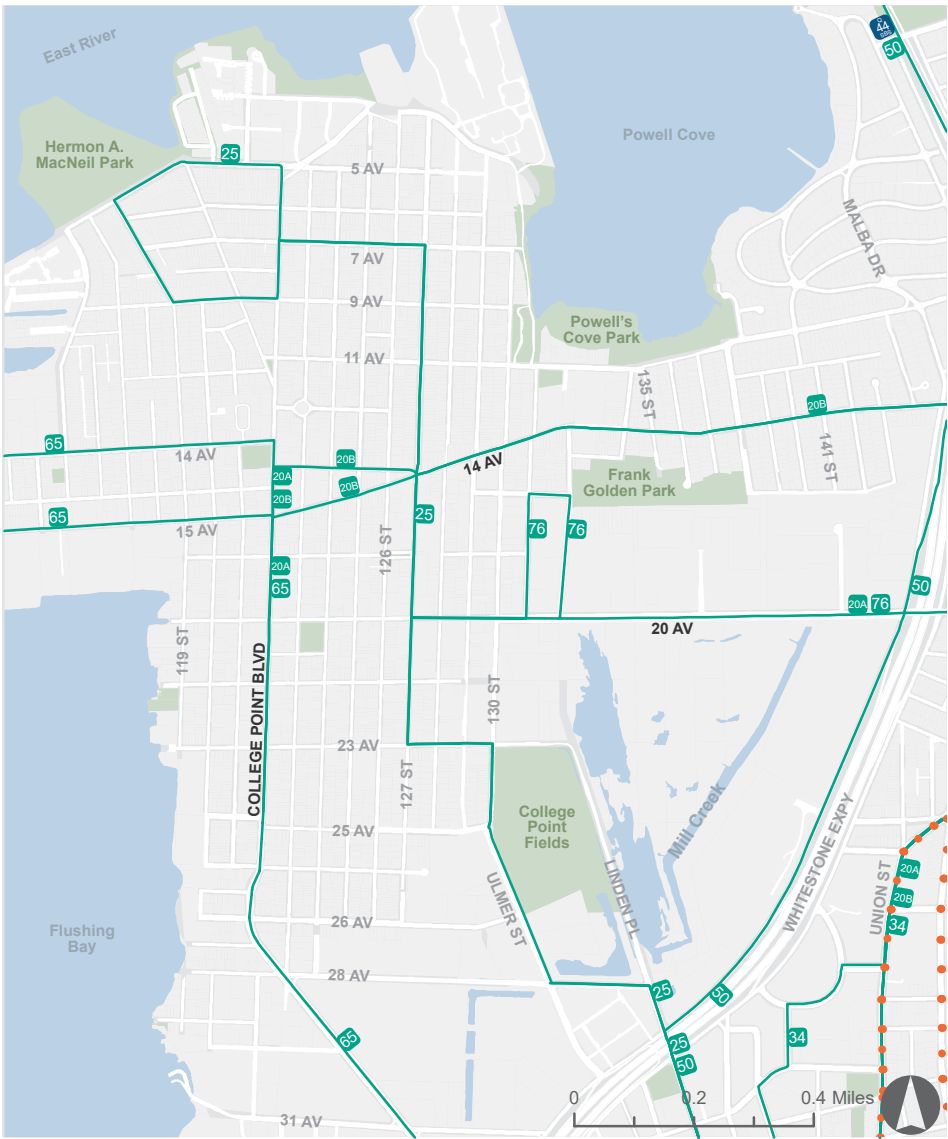 East River
44
SBS
50
Hermon A.
MacNeil Park
25
5 AV
Powell Cove
MALBA DR
7 AV
9 AV
Powell's
Cove Park
11 AV
135 ST
20B
65
14 AV
20B
141 ST
20A
20B
20B
14 AV
Frank
Golden Park
65
15 AV
25
76
76
126 ST
20A
65
50
20A
76
20 AV
119 ST
COLLEGE POINT BLVD
130 ST
23 AV
127 ST
College
Point
Fields
Mill Creek
25 AV
WHITESTONE EXPY
LINDEN PL
ULMER ST
UNION ST
20A
20B
34
26 AV
Flushing
Bay
28 AV
25
50
65
25
50
34
0
0.2
0.4 Miles
31 AV